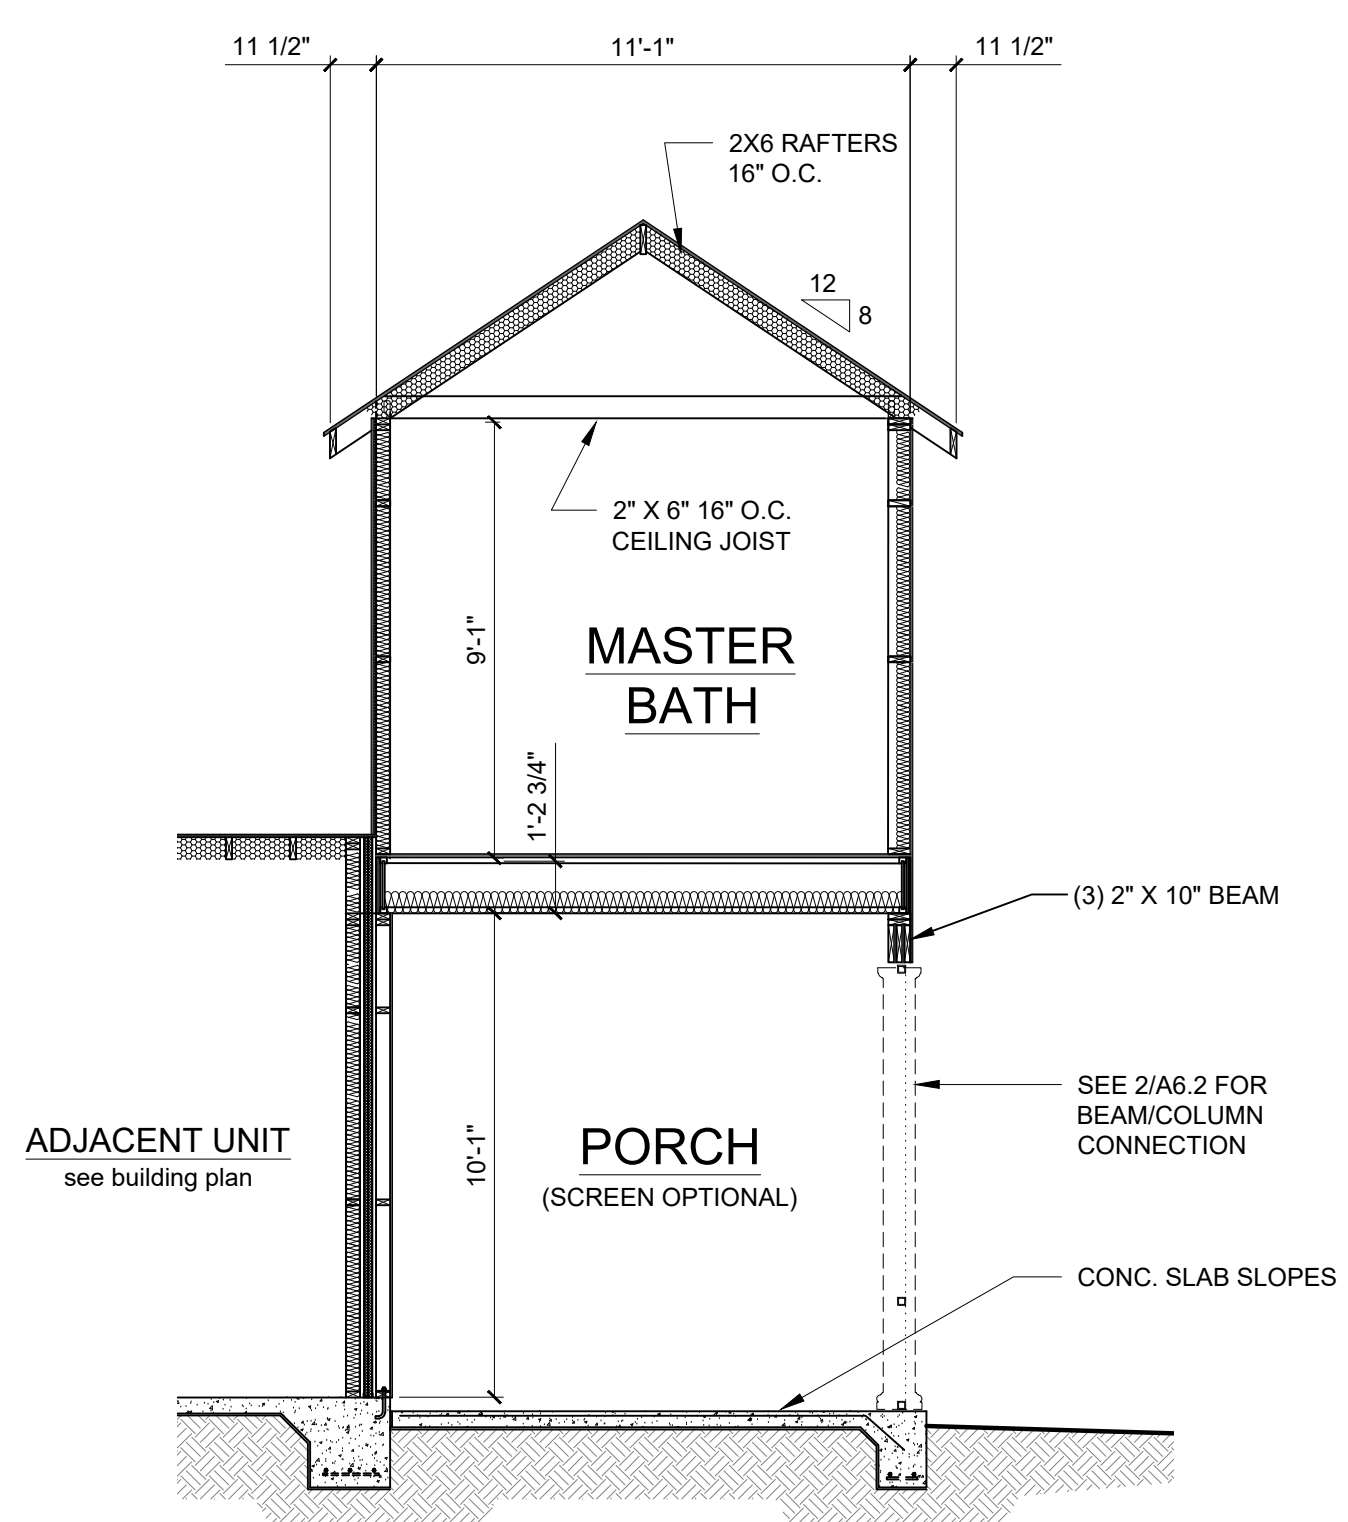 11 1/2"
11'-1"
11 1/2"
2X6 RAFTERS
16" O.C.
12
8
2" X 6" 16" O.C.
CEILING JOIST
9'-1"
MASTER
BATH
1'-2 3/4"
(3) 2" X 10" BEAM
SEE 2/A6.2 FOR
BEAM/COLUMN
CONNECTION
ADJACENT UNIT
see building plan
10'-1"
PORCH
(SCREEN OPTIONAL)
CONC. SLAB SLOPES